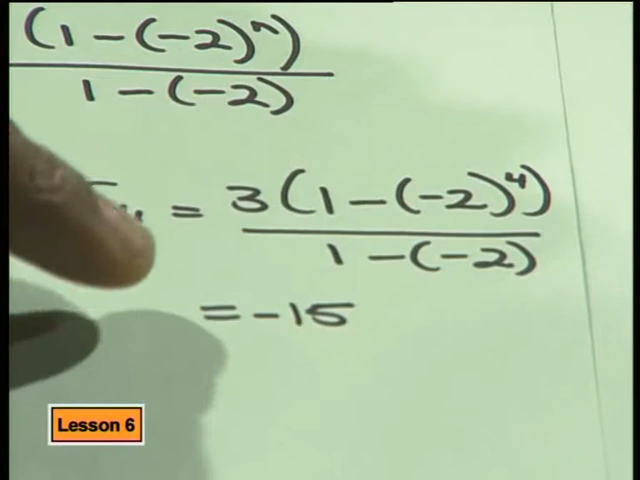 (1 - (-2)ⁿ)
1 - (-2)
= 3(1 - (-2)⁴)
1 - (-2)
= -15
Lesson 6